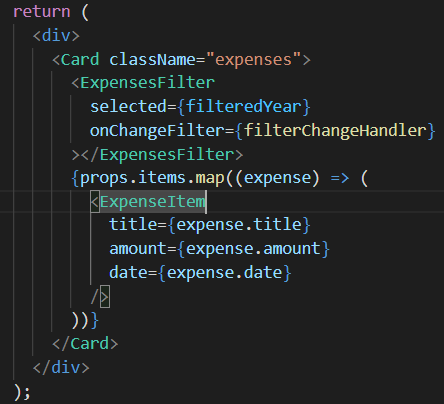 return (
  <div>
    <Card className="expenses">
      <ExpensesFilter
        selected={filteredYear}
        onChangeFilter={filterChangeHandler}
      ></ExpensesFilter>
      {props.items.map((expense) => (
        <ExpenseItem
          title={expense.title}
          amount={expense.amount}
          date={expense.date}
        />
      ))}
    </Card>
  </div>
);